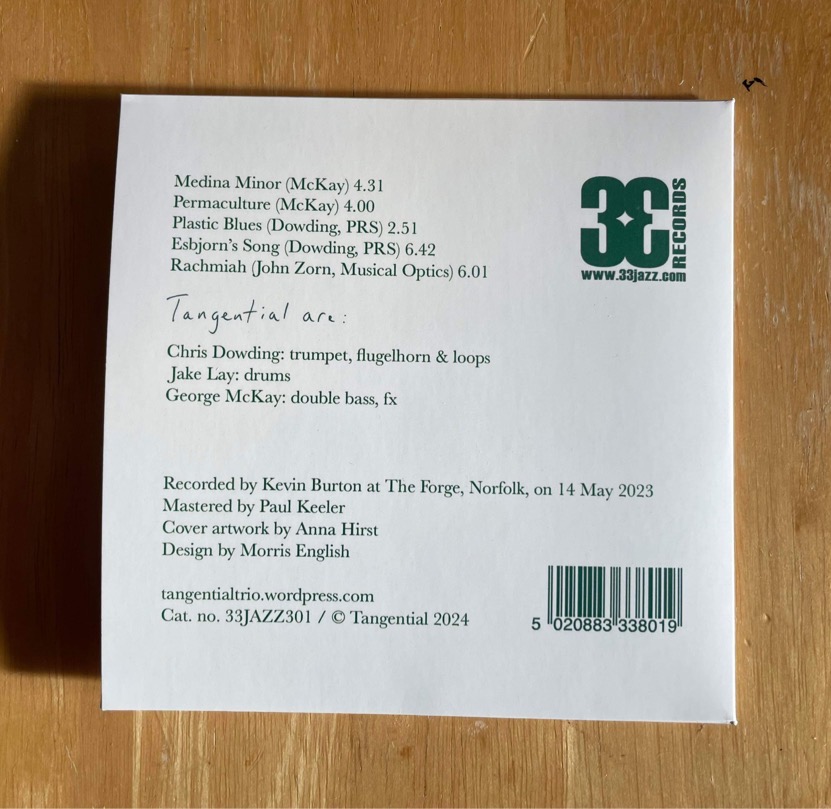 Medina Minor (McKay) 4.31
Permaculture (McKay) 4.00
Plastic Blues (Dowding, PRS) 2.51
Esbjorn's Song (Dowding, PRS) 6.42
Rachmiah (John Zorn, Musical Optics) 6.01
33 RECORDS
www.33jazz.com
Tangential are:
Chris Dowding: trumpet, flugelhorn & loops
Jake Lay: drums
George McKay: double bass, fx
Recorded by Kevin Burton at The Forge, Norfolk, on 14 May 2023
Mastered by Paul Keeler
Cover artwork by Anna Hirst
Design by Morris English
tangentialtrio.wordpress.com
Cat. no. 33JAZZ301 / © Tangential 2024
5 020883 338019